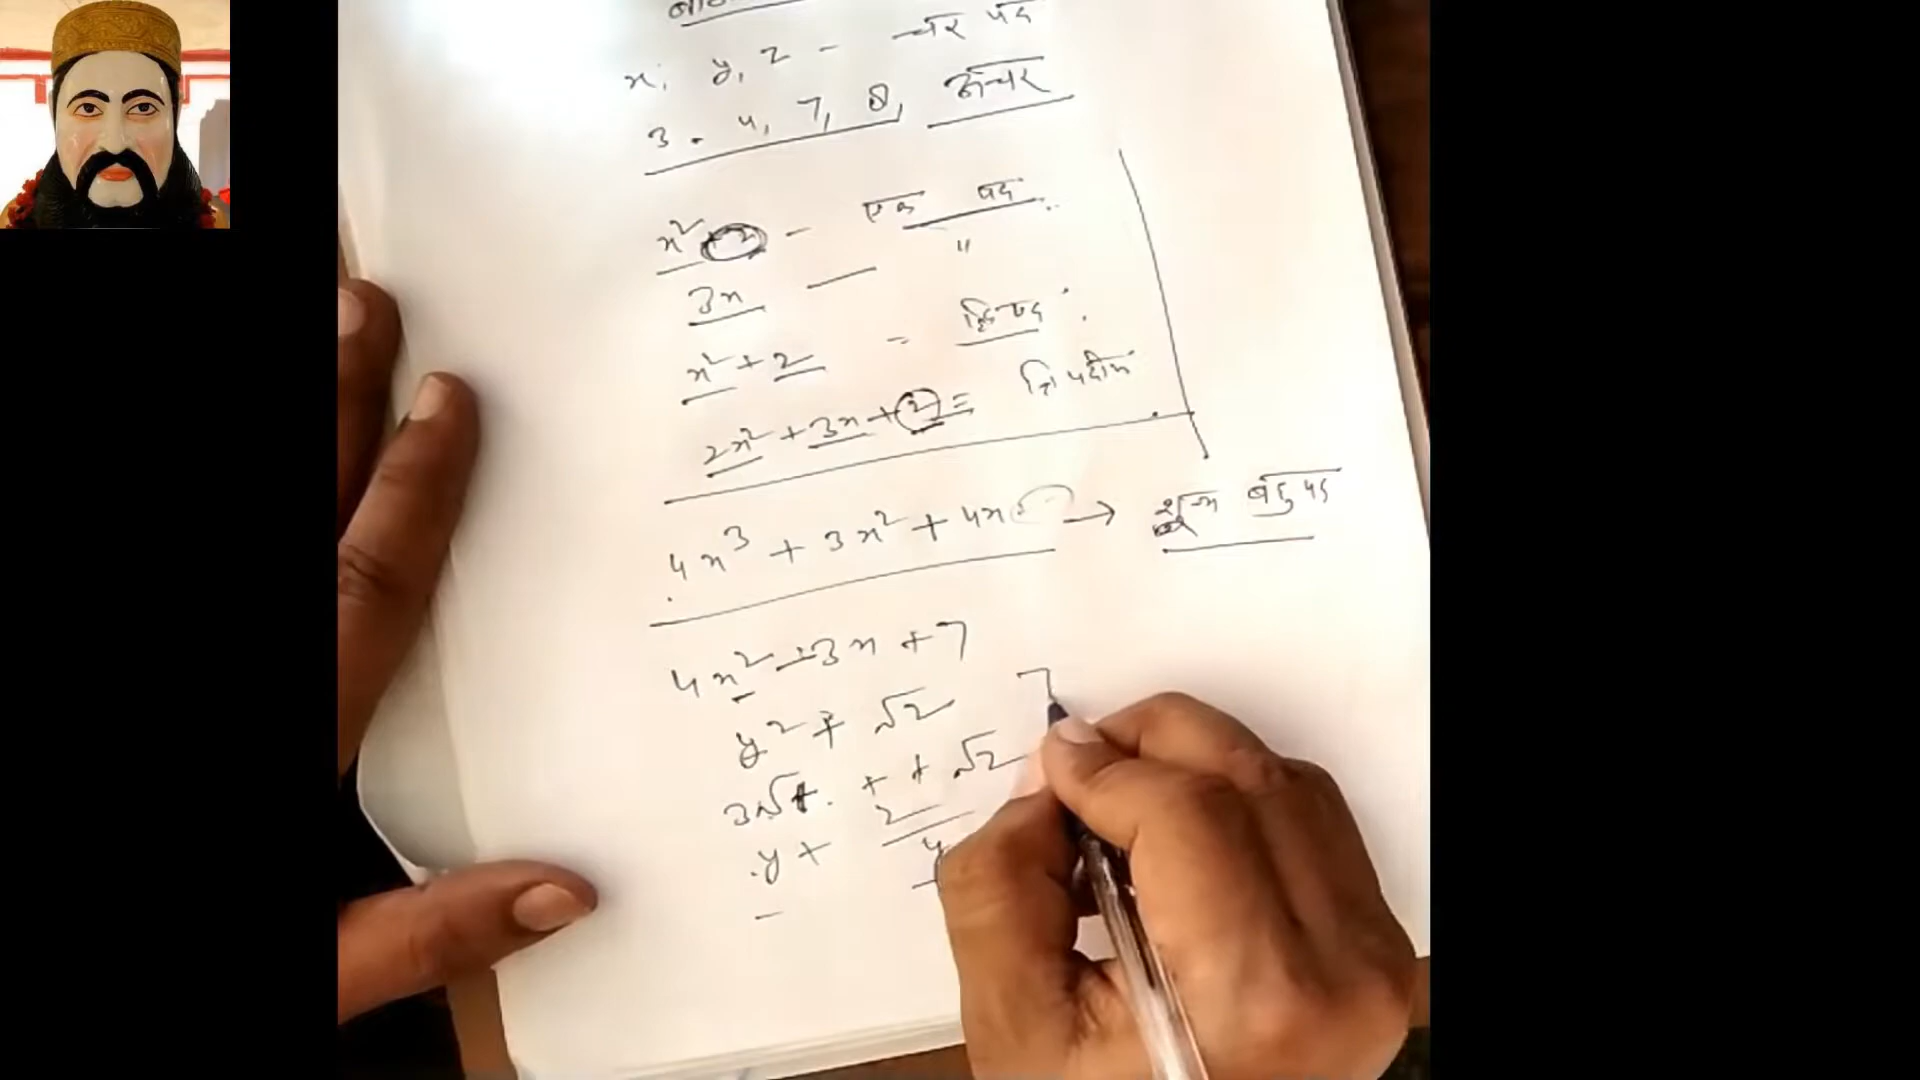 x, y, z - चर पद
3. 4, 7, 8, अचर
x² - एक पद
3x — "
x² + 2 = द्विपद
2x² + 3x + 2 = त्रिपदीय
4x³ + 3x² + 4x → शून्य बहुपद
4x² + 3x + 7
y² + √2
3√t + t √2
y + 2/y
7